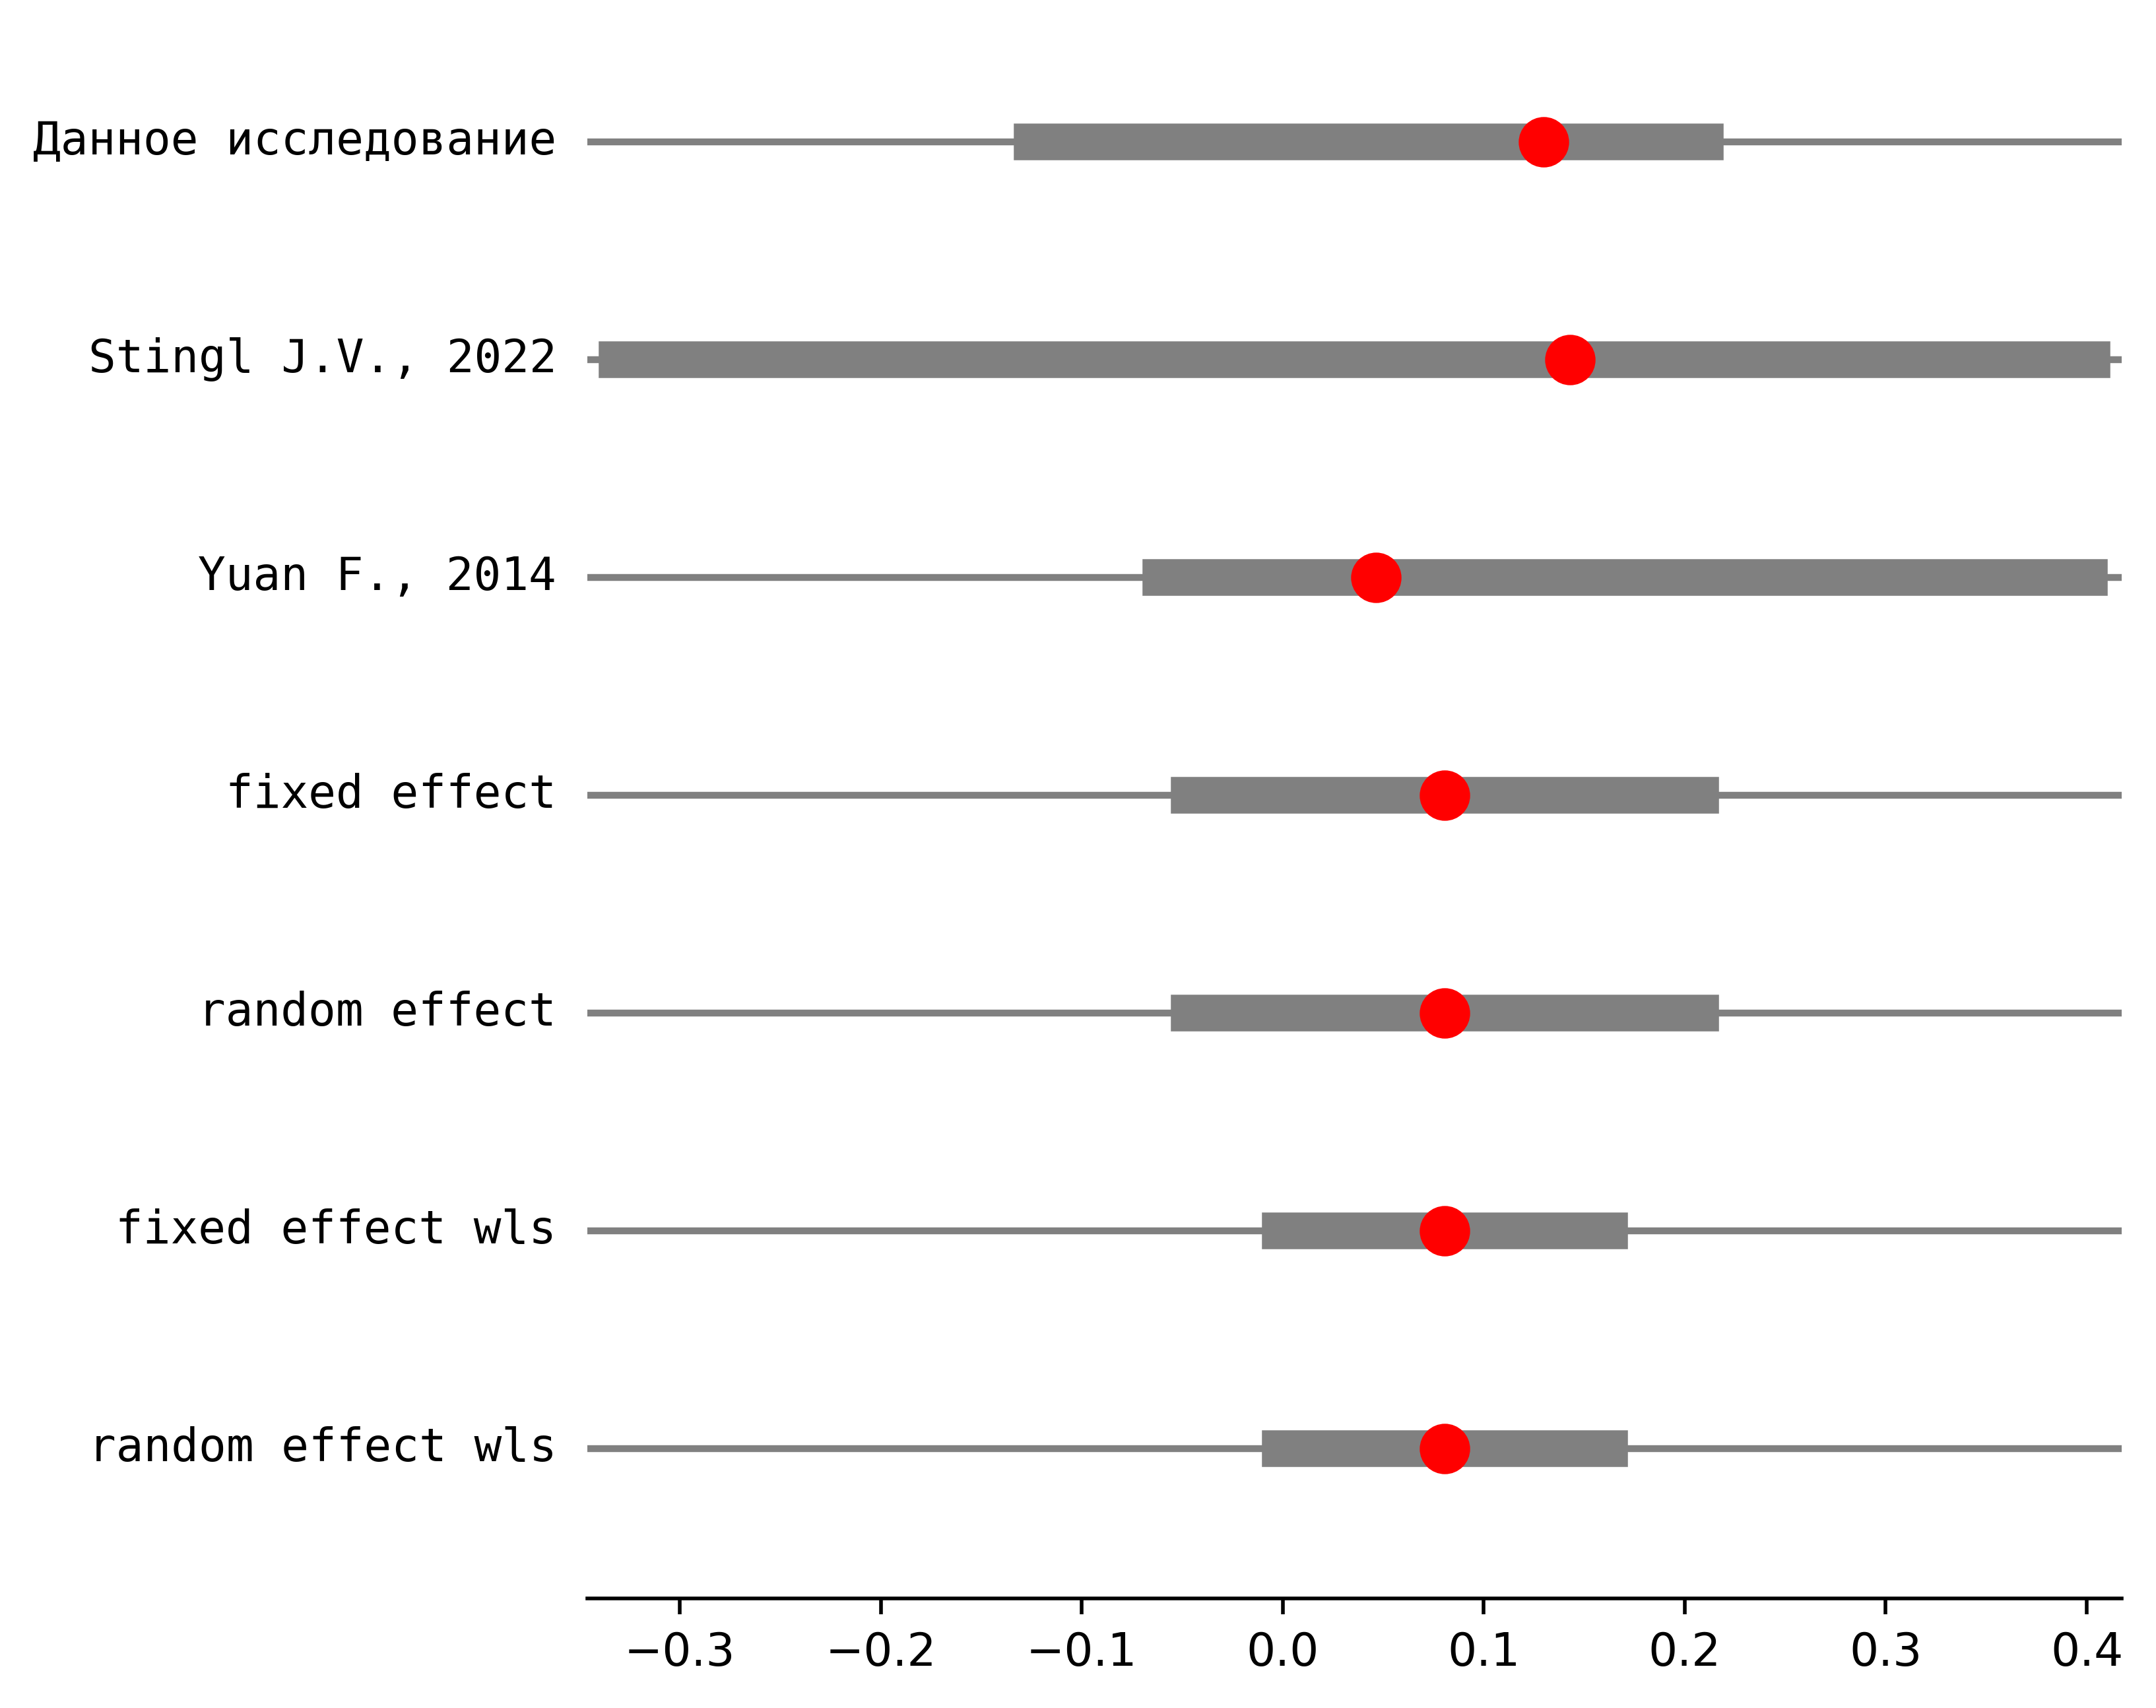 Данное исследование
Stingl J.V., 2022
Yuan F., 2014
fixed effect
random effect
fixed effect wls
random effect wls
−0.3 −0.2 −0.1 0.0 0.1 0.2 0.3 0.4